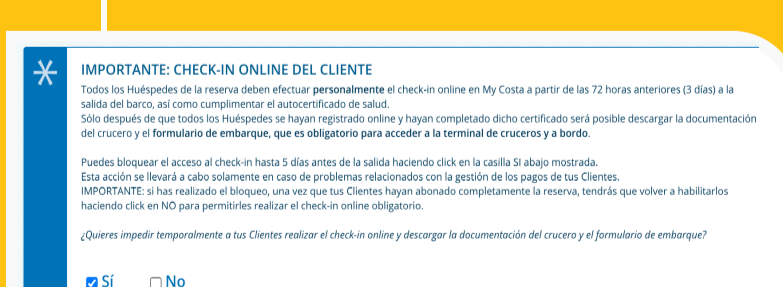 IMPORTANTE: CHECK-IN ONLINE DEL CLIENTE
Todos los Huéspedes de la reserva deben efectuar personalmente el check-in online en My Costa a partir de las 72 horas anteriores (3 días) a la
salida del barco, así como cumplimentar el autocertificado de salud.
Sólo después de que todos los Huéspedes se hayan registrado online y hayan completado dicho certificado será posible descargar la documentación
del crucero y el formulario de embarque, que es obligatorio para acceder a la terminal de cruceros y a bordo.
Puedes bloquear el acceso al check-in hasta 5 días antes de la salida haciendo click en la casilla SI abajo mostrada.
Esta acción se llevará a cabo solamente en caso de problemas relacionados con la gestión de los pagos de tus Clientes.
IMPORTANTE: si has realizado el bloqueo, una vez que tus Clientes hayan abonado completamente la reserva, tendrás que volver a habilitarlos
haciendo click en NO para permitirles realizar el check-in online obligatorio.
¿Quieres impedir temporalmente a tus Clientes realizar el check-in online y descargar la documentación del crucero y el formulario de embarque?
Sí No